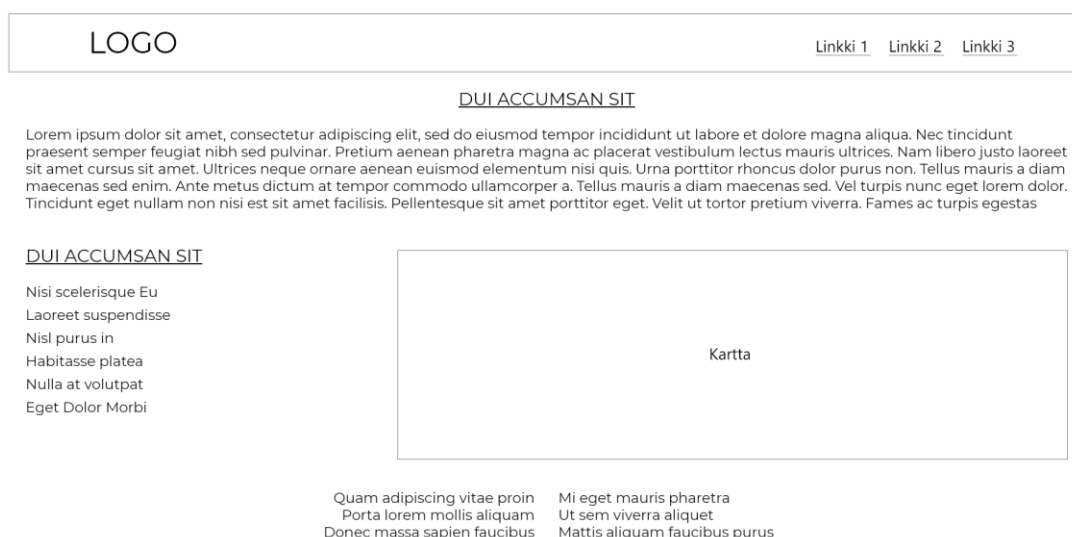 LOGO
Linkki 1 Linkki 2 Linkki 3
DUI ACCUMSAN SIT
Lorem ipsum dolor sit amet, consectetur adipiscing elit, sed do eiusmod tempor incididunt ut labore et dolore magna aliqua. Nec tincidunt
praesent semper feugiat nibh sed pulvinar. Pretium aenean pharetra magna ac placerat vestibulum lectus mauris ultrices. Nam libero justo laoreet
sit amet cursus sit amet. Ultrices neque ornare aenean euismod elementum nisi quis. Urna porttitor rhoncus dolor purus non. Tellus mauris a diam
maecenas sed enim. Ante metus dictum at tempor commodo ullamcorper a. Tellus mauris a diam maecenas sed. Vel turpis nunc eget lorem dolor.
Tincidunt eget nullam non nisi est sit amet facilisis. Pellentesque sit amet porttitor eget. Velit ut tortor pretium viverra. Fames ac turpis egestas
DUI ACCUMSAN SIT
Nisi scelerisque Eu
Laoreet suspendisse
Nisl purus in
Habitasse platea
Nulla at volutpat
Eget Dolor Morbi
Kartta
Quam adipiscing vitae proin
Porta lorem mollis aliquam
Donec massa sapien faucibus
Mi eget mauris pharetra
Ut sem viverra aliquet
Mattis aliquam faucibus purus